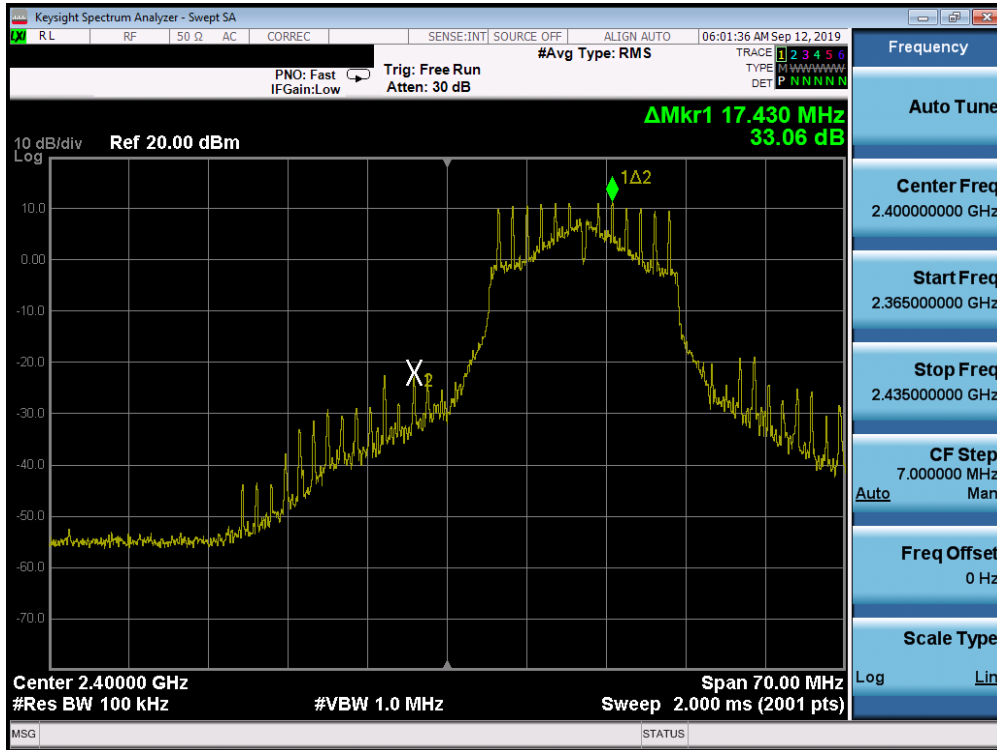 Keysight Spectrum Analyzer - Swept SA
LXI RL RF 50 Ω AC CORREC SENSE:INT SOURCE OFF ALIGN AUTO 06:01:36 AM Sep 12, 2019
#Avg Type: RMS
TRACE 1 2 3 4 5 6
TYPE M WWWWW
DET P N N N N N
PNO: Fast
IFGain:Low
Trig: Free Run
Atten: 30 dB
ΔMkr1 17.430 MHz
33.06 dB
10 dB/div
Log
Ref 20.00 dBm
1Δ2
10.0
0.00
-10.0
-20.0
2
-30.0
-40.0
-50.0
-60.0
-70.0
Center 2.40000 GHz
Span 70.00 MHz
#Res BW 100 kHz
#VBW 1.0 MHz
Sweep 2.000 ms (2001 pts)
MSG
STATUS
Frequency
Auto Tune
Center Freq
2.400000000 GHz
Start Freq
2.365000000 GHz
Stop Freq
2.435000000 GHz
CF Step
7.000000 MHz
Auto Man
Freq Offset
0 Hz
Scale Type
Log Lin